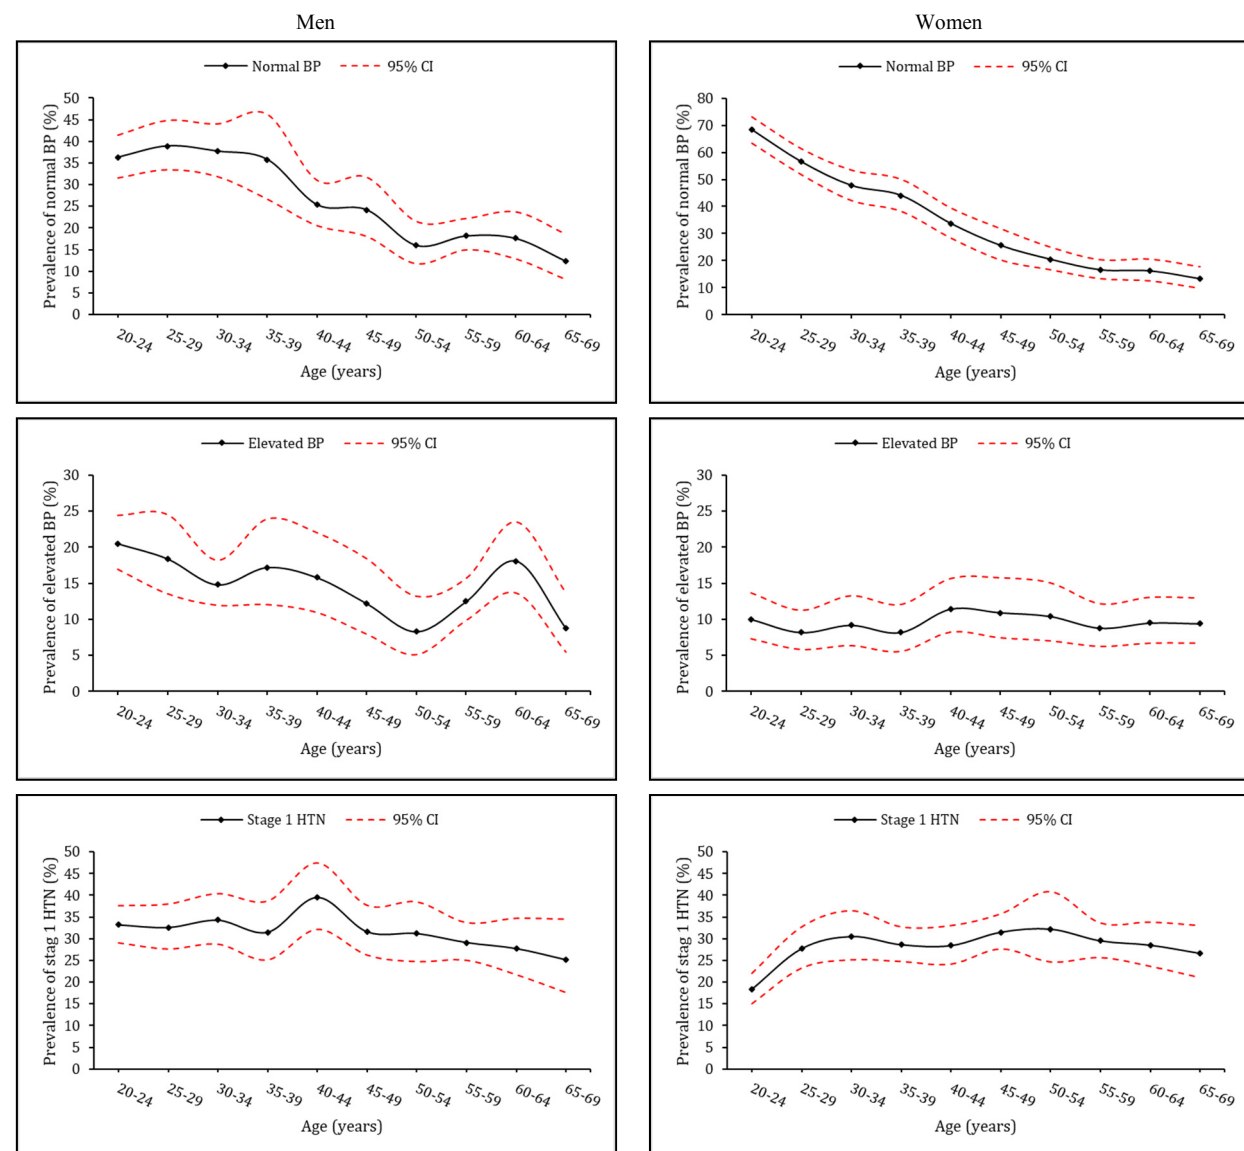 Men
Women
Normal BP 95% CI
Prevalence of normal BP (%)
50
45
40
35
30
25
20
15
10
5
0
20-24 25-29 30-34 35-39 40-44 45-49 50-54 55-59 60-64 65-69
Age (years)
Normal BP 95% CI
Prevalence of normal BP (%)
80
70
60
50
40
30
20
10
0
20-24 25-29 30-34 35-39 40-44 45-49 50-54 55-59 60-64 65-69
Age (years)
Elevated BP 95% CI
Prevalence of elevated BP (%)
30
25
20
15
10
5
0
20-24 25-29 30-34 35-39 40-44 45-49 50-54 55-59 60-64 65-69
Age (years)
Elevated BP 95% CI
Prevalence of elevated BP (%)
30
25
20
15
10
5
0
20-24 25-29 30-34 35-39 40-44 45-49 50-54 55-59 60-64 65-69
Age (years)
Stage 1 HTN 95% CI
Prevalence of stag 1 HTN (%)
50
45
40
35
30
25
20
15
10
5
0
20-24 25-29 30-34 35-39 40-44 45-49 50-54 55-59 60-64 65-69
Age (years)
Stage 1 HTN 95% CI
Prevalence of stag 1 HTN (%)
50
45
40
35
30
25
20
15
10
5
0
20-24 25-29 30-34 35-39 40-44 45-49 50-54 55-59 60-64 65-69
Age (years)